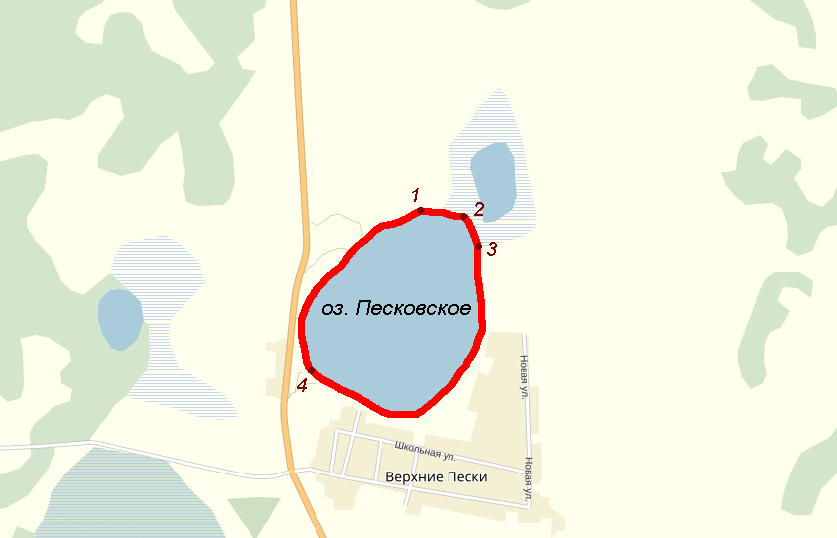 1
2
3
оз. Песковское
4
Новая ул.
Школьная ул.
Верхние Пески
Новая ул.